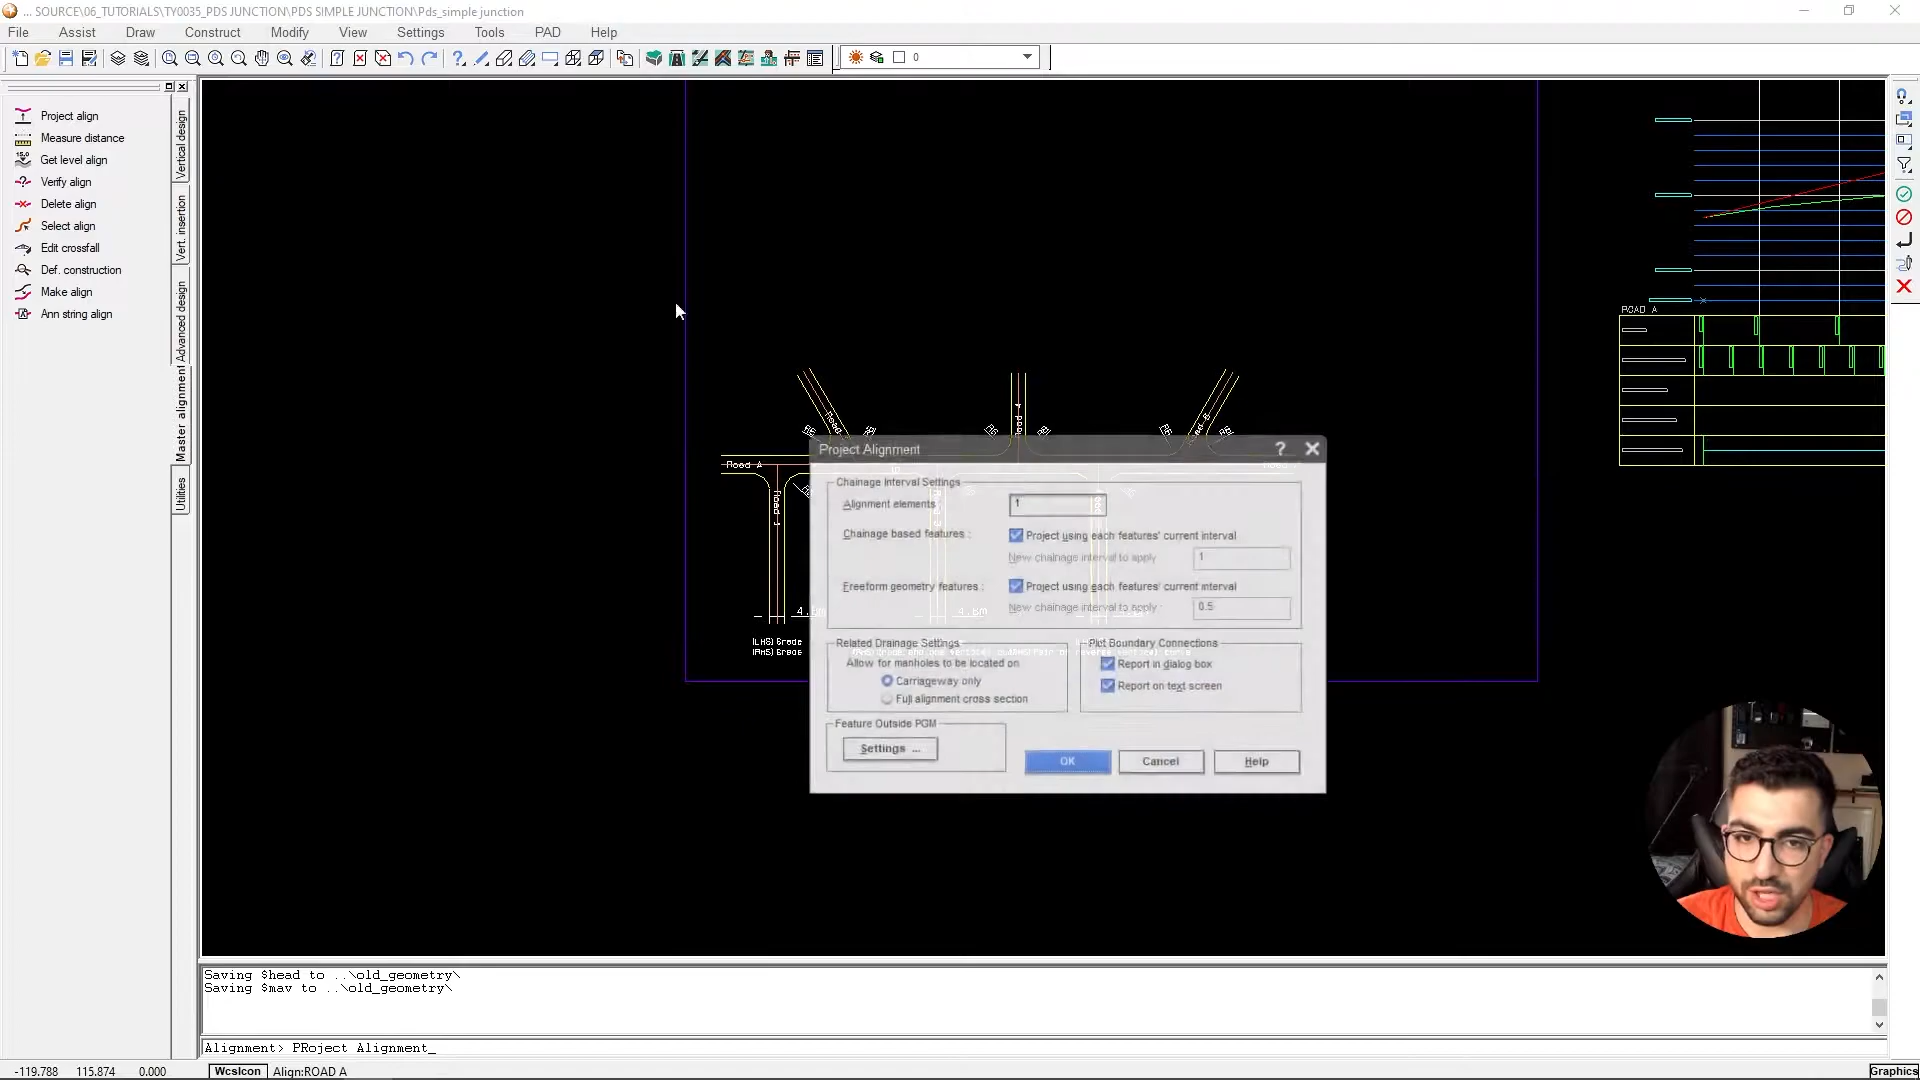 ... SOURCE\06_TUTORIALS\TY0035_PDS JUNCTION\PDS SIMPLE JUNCTION\Pds_simple junction
File Assist Draw Construct Modify View Settings Tools PAD Help
0
Project align
Measure distance
Get level align
Verify align
Delete align
Select align
Edit crossfall
Def. construction
Make align
Ann string align
Vertical design
Vert. insertion
Advanced design
Master alignment
Utilities
ROAD A
Road A
Project Alignment
Chainage Interval Settings
Alignment elements 1
Chainage based features : Project using each features' current interval
New chainage interval to apply 1
Freeform geometry features : Project using each features' current interval
New chainage interval to apply : 0.5
Related Drainage Settings
Allow for manholes to be located on
Carriageway only
Full alignment cross section
Plot Boundary Connections
Report in dialog box
Report on text screen
Feature Outside PGM
Settings ...
OK Cancel Help
(LHS) Grade
(RHS) Grade
Saving $head to ..\old_geometry\
Saving $mav to ..\old_geometry\
Alignment> PRoject Alignment_
-119.788 115.874 0.000 WcsIcon Align:ROAD A Graphics